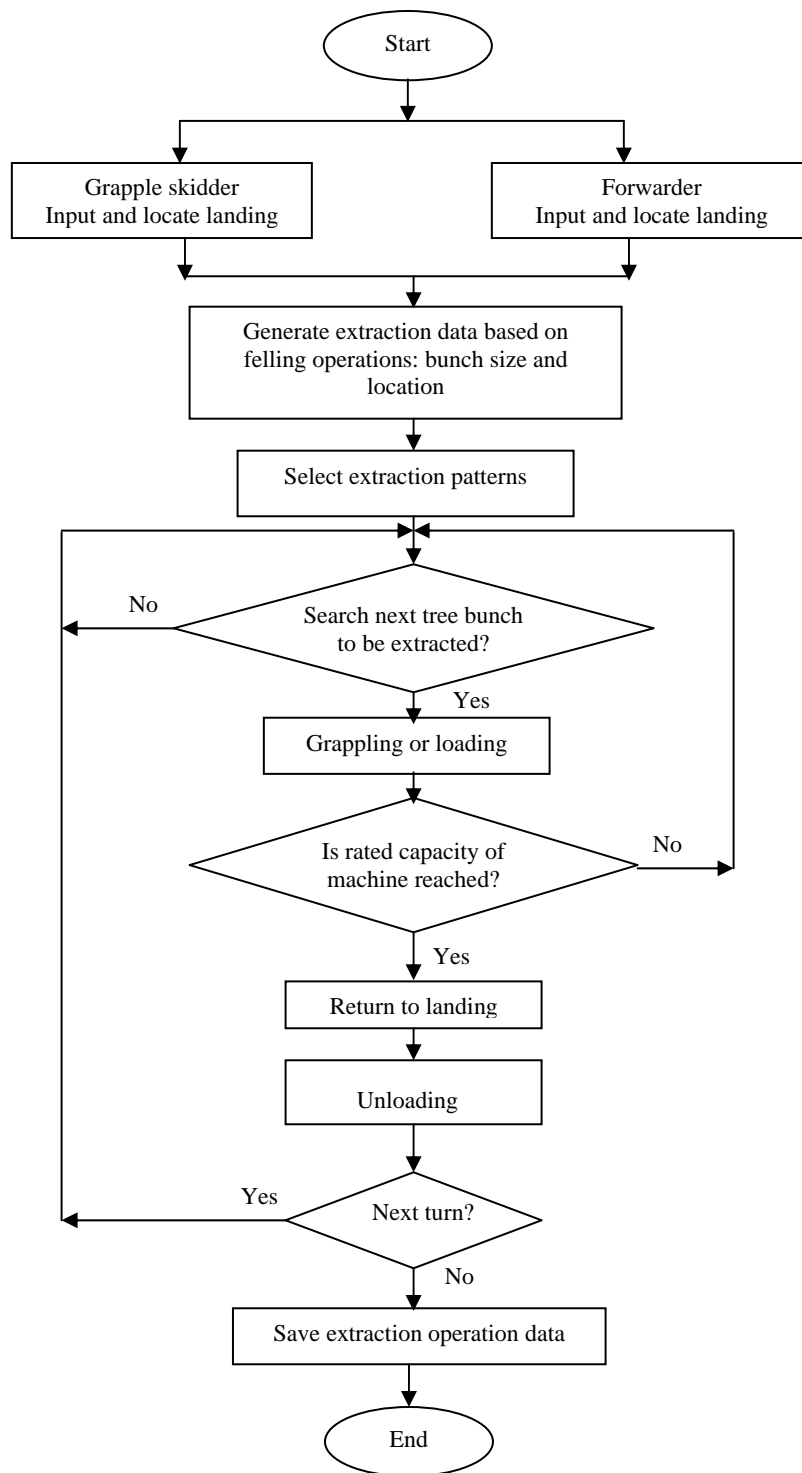 Start
Grapple skidder
Input and locate landing
Forwarder
Input and locate landing
Generate extraction data based on
felling operations: bunch size and
location
Select extraction patterns
No
Search next tree bunch
to be extracted?
Yes
Grappling or loading
Is rated capacity of
machine reached?
No
Yes
Return to landing
Unloading
Yes
Next turn?
No
Save extraction operation data
End